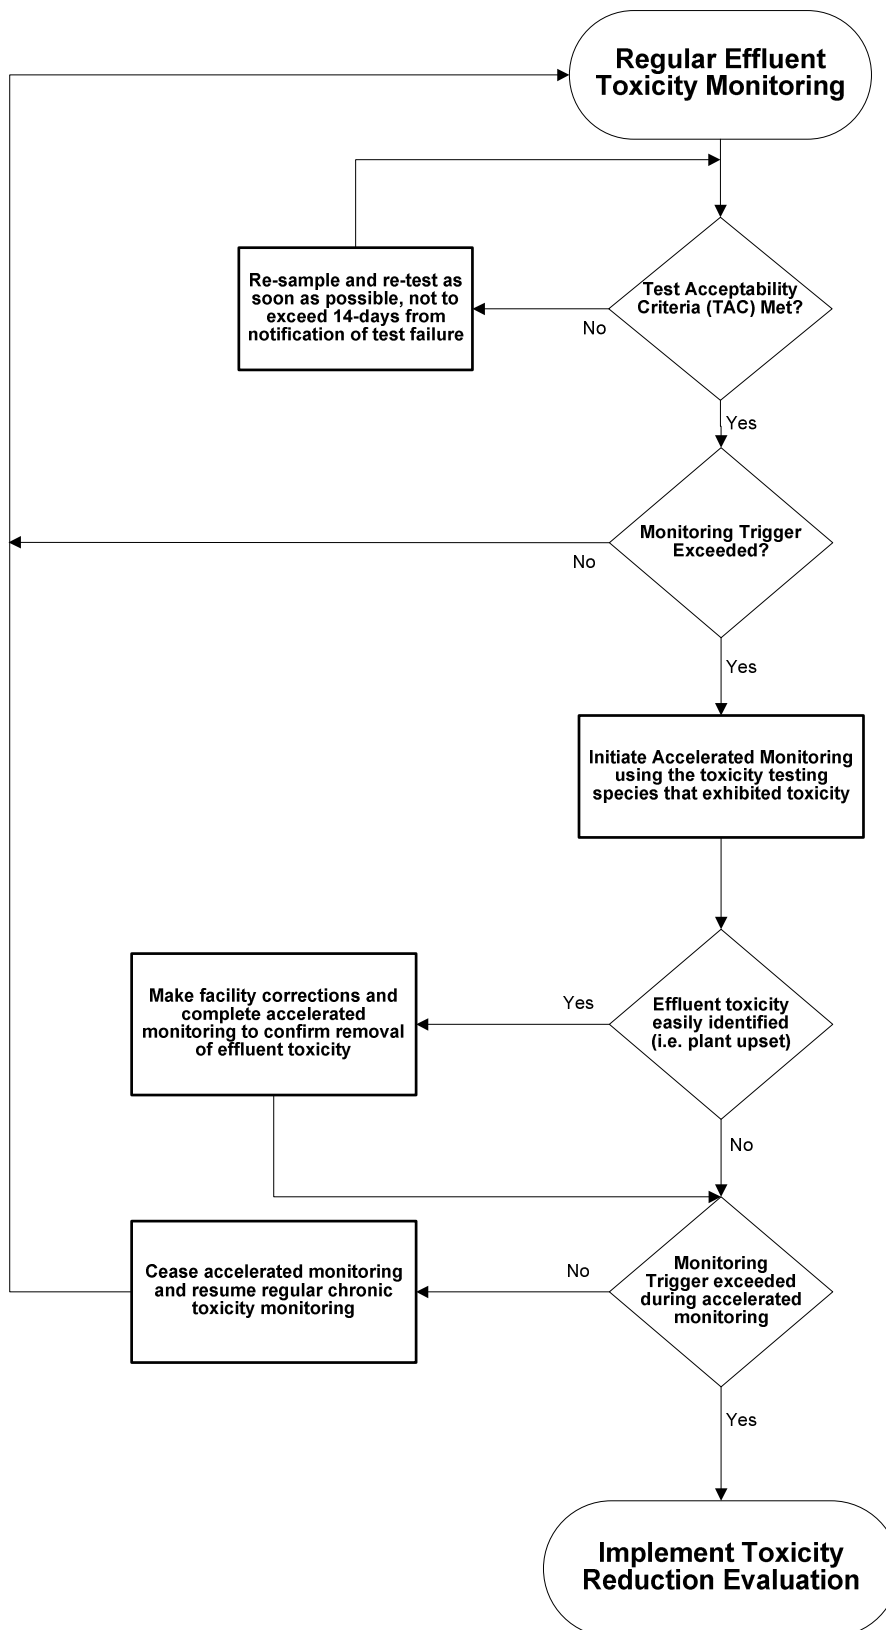 Regular Effluent
Toxicity Monitoring
Test Acceptability
Criteria (TAC) Met?
No
Re-sample and re-test as
soon as possible, not to
exceed 14-days from
notification of test failure
Yes
Monitoring Trigger
Exceeded?
No
Yes
Initiate Accelerated Monitoring
using the toxicity testing
species that exhibited toxicity
Effluent toxicity
easily identified
(i.e. plant upset)
Yes
Make facility corrections and
complete accelerated
monitoring to confirm removal
of effluent toxicity
No
Monitoring
Trigger exceeded
during accelerated
monitoring
No
Cease accelerated monitoring
and resume regular chronic
toxicity monitoring
Yes
Implement Toxicity
Reduction Evaluation